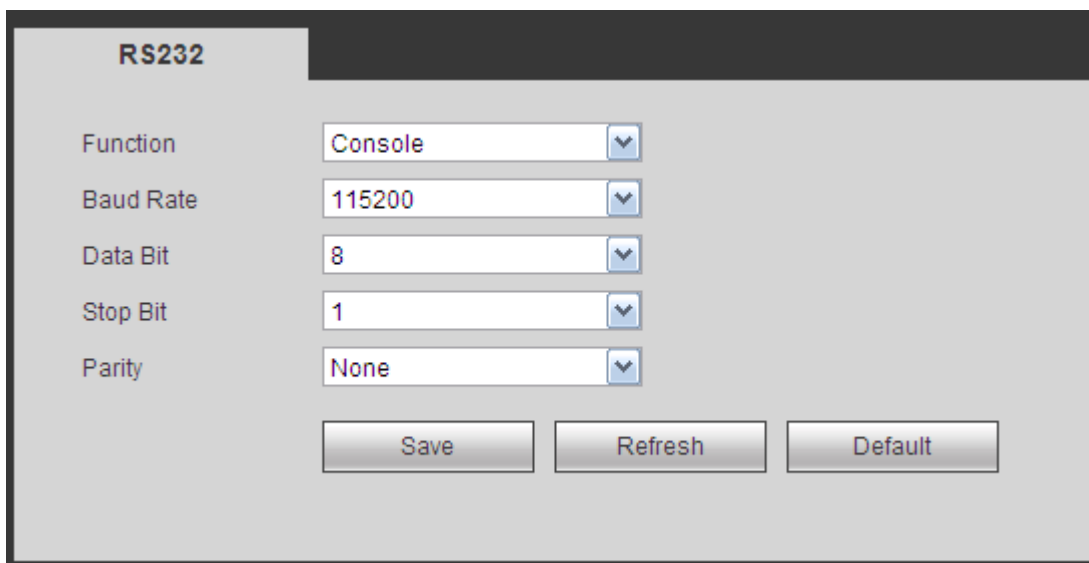 RS232
Function Console
Baud Rate 115200
Data Bit 8
Stop Bit 1
Parity None
Save Refresh Default